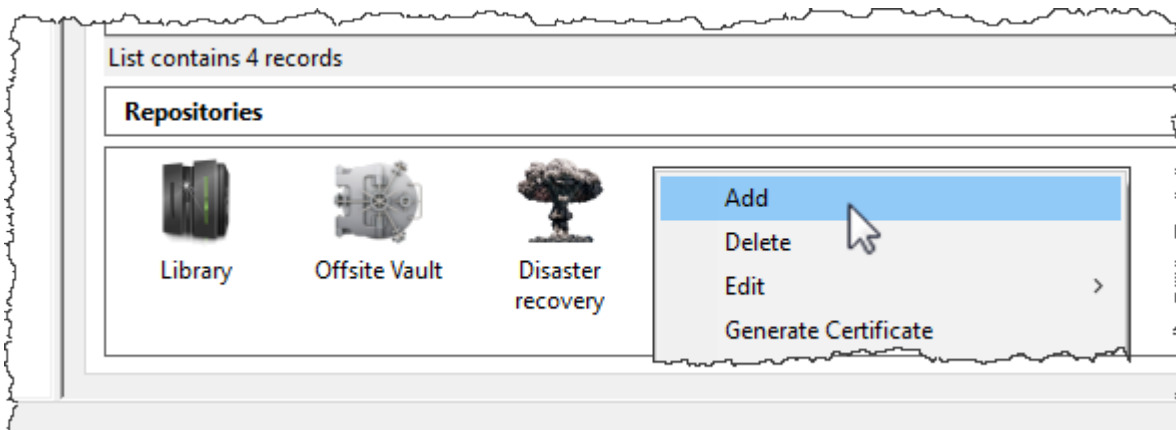 List contains 4 records
Repositories
Library
Offsite Vault
Disaster
recovery
Add
Delete
Edit
Generate Certificate